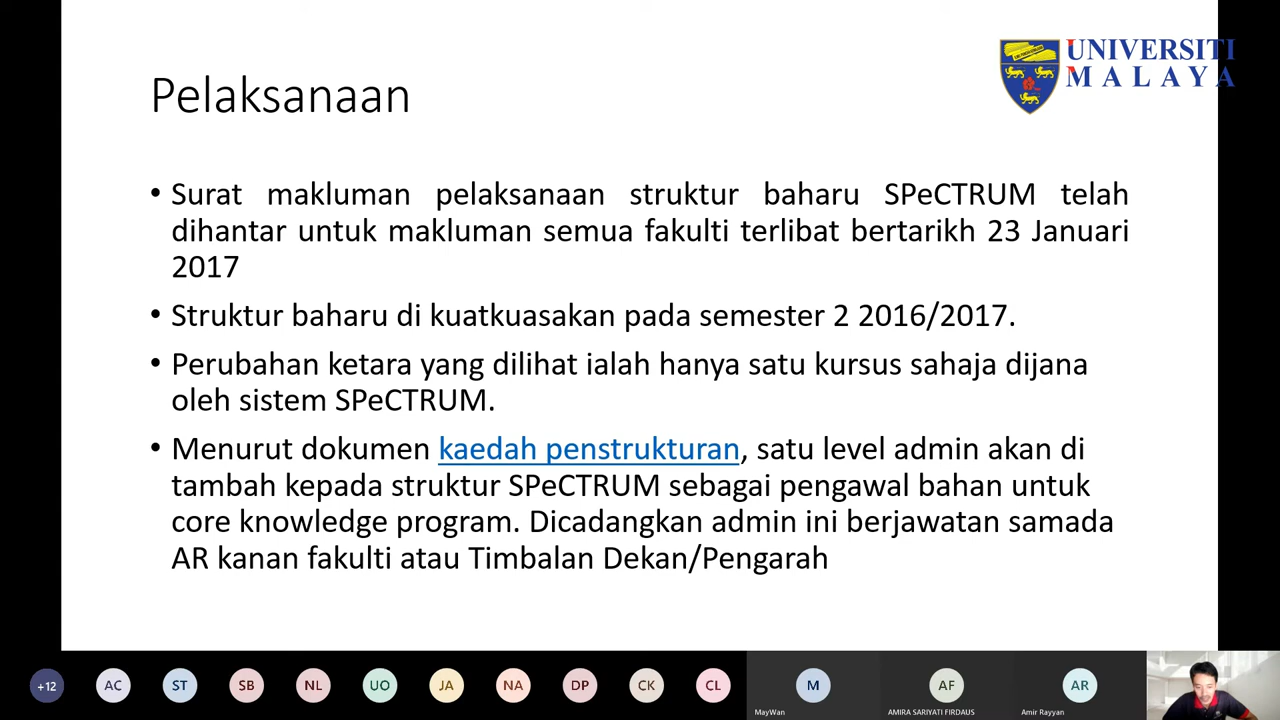 UNIVERSITI
MALAYA
Pelaksanaan
• Surat makluman pelaksanaan struktur baharu SPeCTRUM telah
dihantar untuk makluman semua fakulti terlibat bertarikh 23 Januari
2017
• Struktur baharu di kuatkuasakan pada semester 2 2016/2017.
• Perubahan ketara yang dilihat ialah hanya satu kursus sahaja dijana
oleh sistem SPeCTRUM.
• Menurut dokumen kaedah penstrukturan, satu level admin akan di
tambah kepada struktur SPeCTRUM sebagai pengawal bahan untuk
core knowledge program. Dicadangkan admin ini berjawatan samada
AR kanan fakulti atau Timbalan Dekan/Pengarah
+12 AC ST SB NL UO JA NA DP CK CL M AF AR
MayWan AMIRA SARIYATI FIRDAUS Amir Rayyan